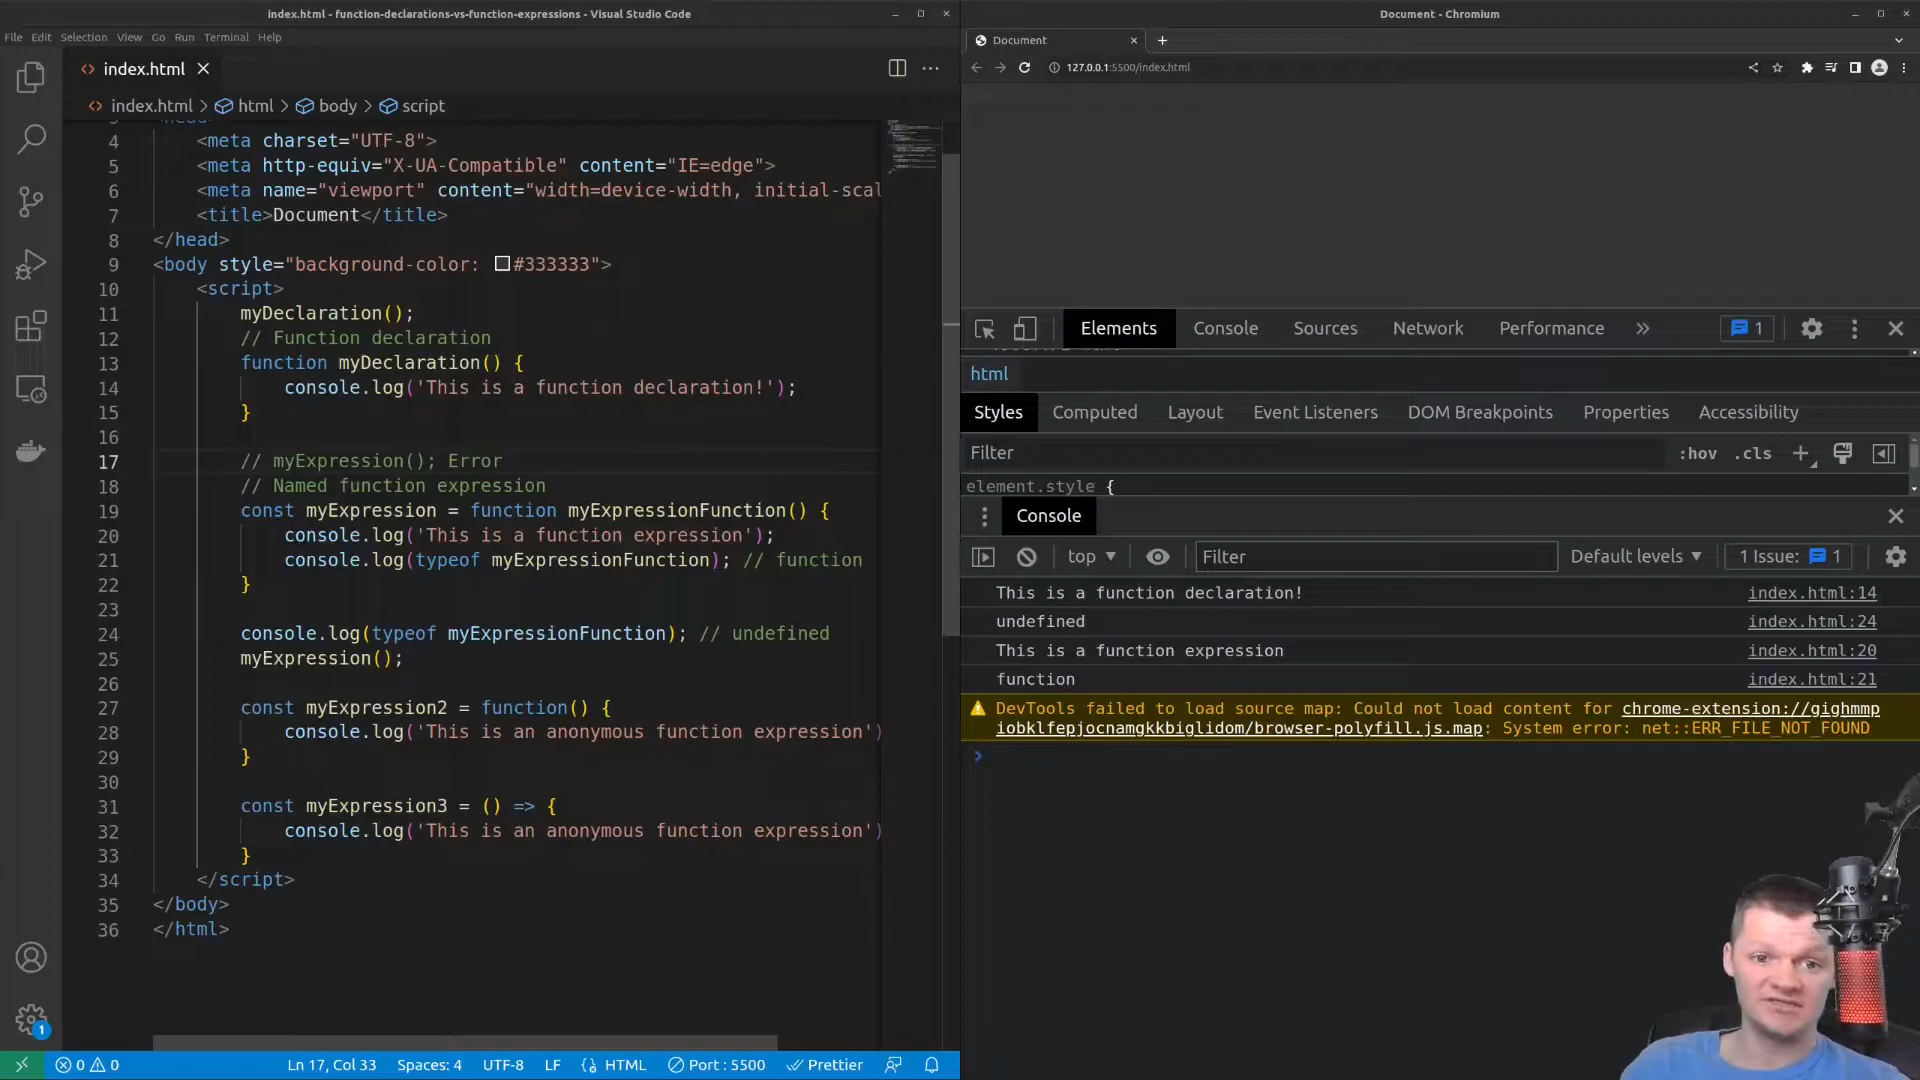 index.html - function-declarations-vs-function-expressions - Visual Studio Code
File Edit Selection View Go Run Terminal Help
index.html
index.html > html > body > script
4 <meta charset="UTF-8">
5 <meta http-equiv="X-UA-Compatible" content="IE=edge">
6 <meta name="viewport" content="width=device-width, initial-scal
7 <title>Document</title>
8 </head>
9 <body style="background-color: #333333">
10 <script>
11 myDeclaration();
12 // Function declaration
13 function myDeclaration() {
14 console.log('This is a function declaration!');
15 }
16
17 // myExpression(); Error
18 // Named function expression
19 const myExpression = function myExpressionFunction() {
20 console.log('This is a function expression');
21 console.log(typeof myExpressionFunction); // function
22 }
23
24 console.log(typeof myExpressionFunction); // undefined
25 myExpression();
26
27 const myExpression2 = function() {
28 console.log('This is an anonymous function expression')
29 }
30
31 const myExpression3 = () => {
32 console.log('This is an anonymous function expression')
33 }
34 </script>
35 </body>
36 </html>
1
0 0
Ln 17, Col 33 Spaces: 4 UTF-8 LF HTML Port : 5500 Prettier
Document - Chromium
Document
127.0.0.1:5500/index.html
Elements Console Sources Network Performance » 1
html
Styles Computed Layout Event Listeners DOM Breakpoints Properties Accessibility
Filter :hov .cls +
element.style {
Console
top Filter Default levels 1 Issue: 1
This is a function declaration! index.html:14
undefined index.html:24
This is a function expression index.html:20
function index.html:21
DevTools failed to load source map: Could not load content for chrome-extension://gighmmp
iobklfepjocnamgkkbiglidom/browser-polyfill.js.map: System error: net::ERR_FILE_NOT_FOUND